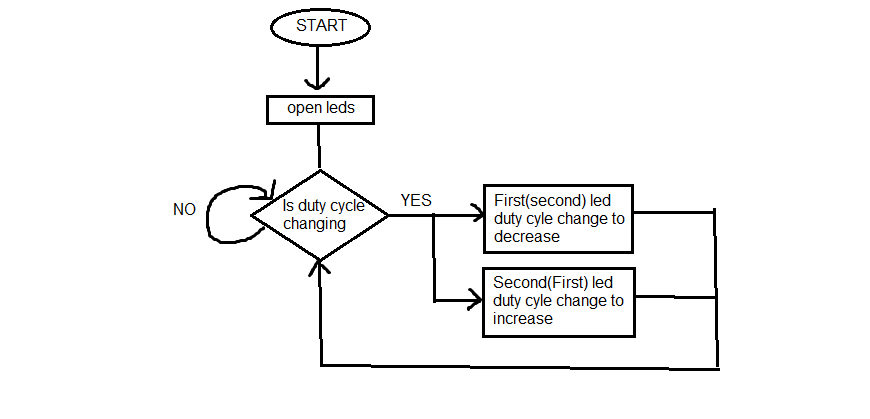 START
open leds
Is duty cycle
changing
NO
YES
First(second) led
duty cyle change to
decrease
Second(First) led
duty cyle change to
increase